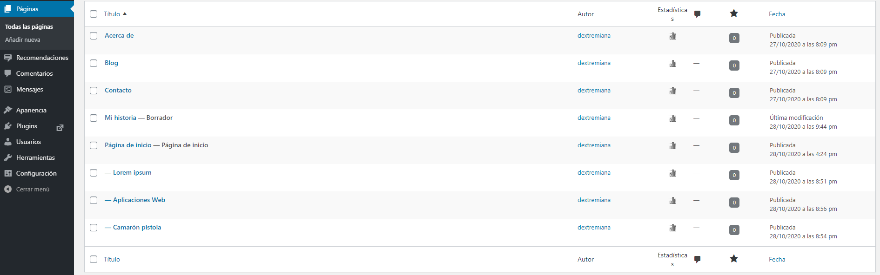 Páginas
Todas las páginas
Añadir nueva
Recomendaciones
Comentarios
Mensajes
Apariencia
Plugins
Usuarios
Herramientas
Configuración
Cerrar menú
Título Autor Estadísticas Fecha
Acerca de dextremiana 0 Publicada
27/10/2020 a las 8:09 pm
Blog dextremiana — 0 Publicada
27/10/2020 a las 8:09 pm
Contacto dextremiana — 0 Publicada
27/10/2020 a las 8:09 pm
Mi historia — Borrador dextremiana — 0 Última modificación
28/10/2020 a las 9:44 pm
Página de inicio — Página de inicio dextremiana — 0 Publicada
28/10/2020 a las 4:24 pm
— Lorem ipsum dextremiana — 0 Publicada
28/10/2020 a las 8:51 pm
— Aplicaciones Web dextremiana — 0 Publicada
28/10/2020 a las 8:56 pm
— Camarón pistola dextremiana — 0 Publicada
28/10/2020 a las 8:54 pm
Título Autor Estadísticas Fecha